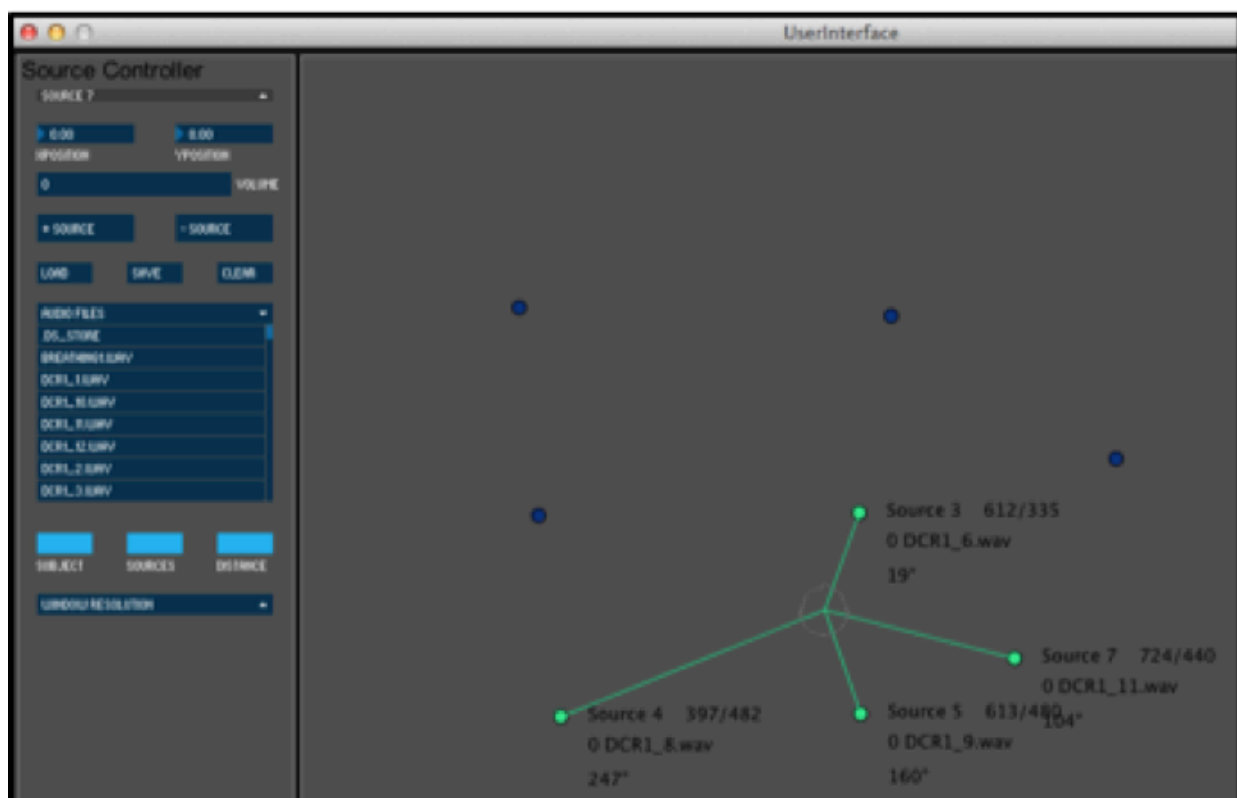 UserInterface
Source Controller
SOURCE 7
0.00 0.00
XPOSITION YPOSITION
0 VOLUME
+ SOURCE - SOURCE
LOAD SAVE CLEAR
AUDIO FILES
.DS_STORE
BREATHING1.WAV
DCR1_1.WAV
DCR1_10.WAV
DCR1_11.WAV
DCR1_12.WAV
DCR1_2.WAV
DCR1_3.WAV
SUBJECT SOURCES DISTANCE
WINDOW RESOLUTION
Source 3 612/335
0 DCR1_6.wav
19°
Source 7 724/440
0 DCR1_11.wav
104°
Source 4 397/482
0 DCR1_8.wav
247°
Source 5 613/480
0 DCR1_9.wav
160°